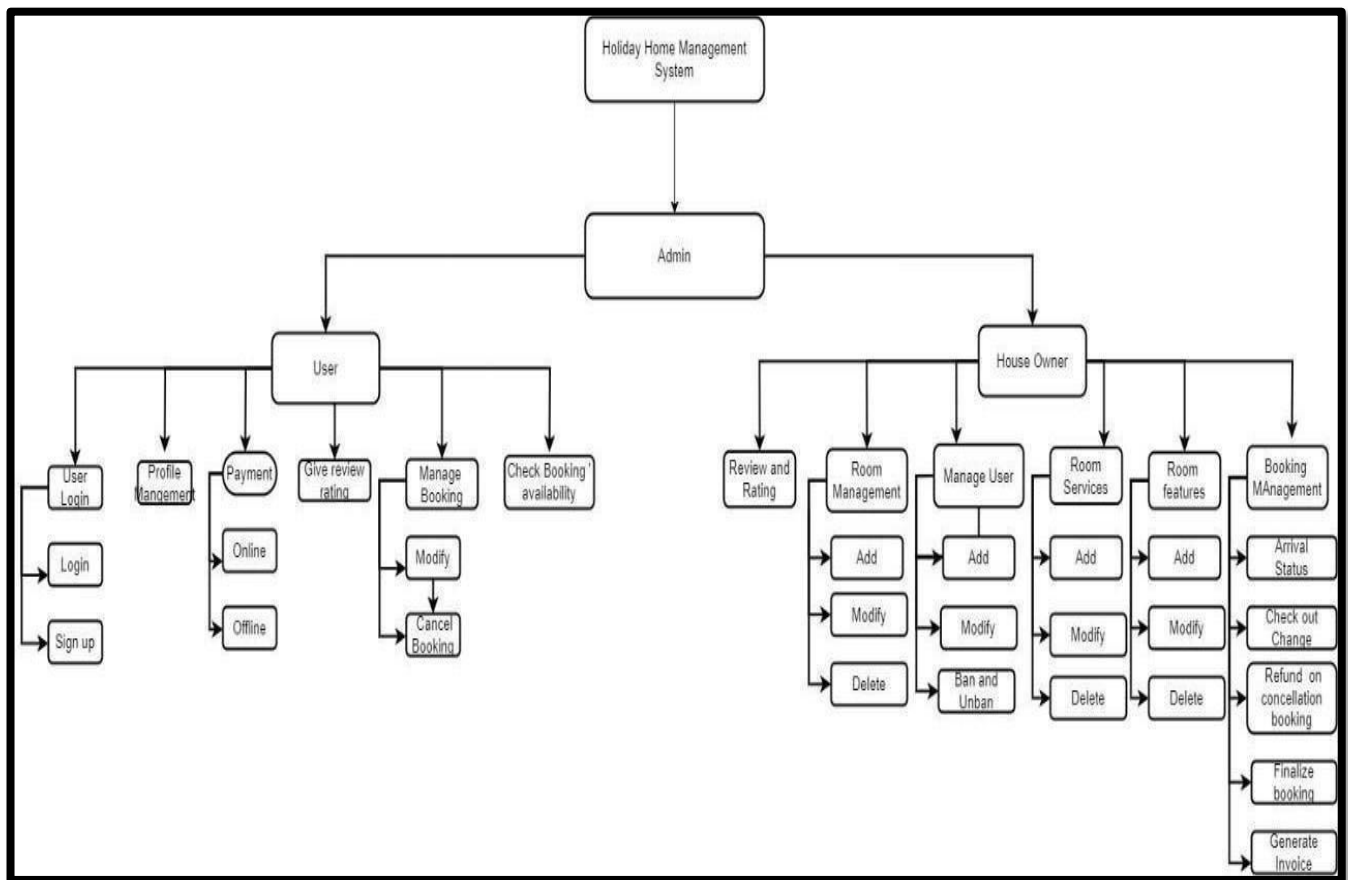 Holiday Home Management
System
Admin
User
House Owner
User
Login
Profile
Mangement
Payment
Give review
rating
Manage
Booking
Check Booking '
availability
Review and
Rating
Room
Management
Manage User
Room
Services
Room
features
Booking
MAnagement
Login
Sign up
Online
Offline
Modify
Cancel
Booking
Add
Modify
Delete
Add
Modify
Ban and
Unban
Add
Modify
Delete
Add
Modify
Delete
Arrival
Status
Check out
Change
Refund on
concellation
booking
Finalize
booking
Generate
Invoice